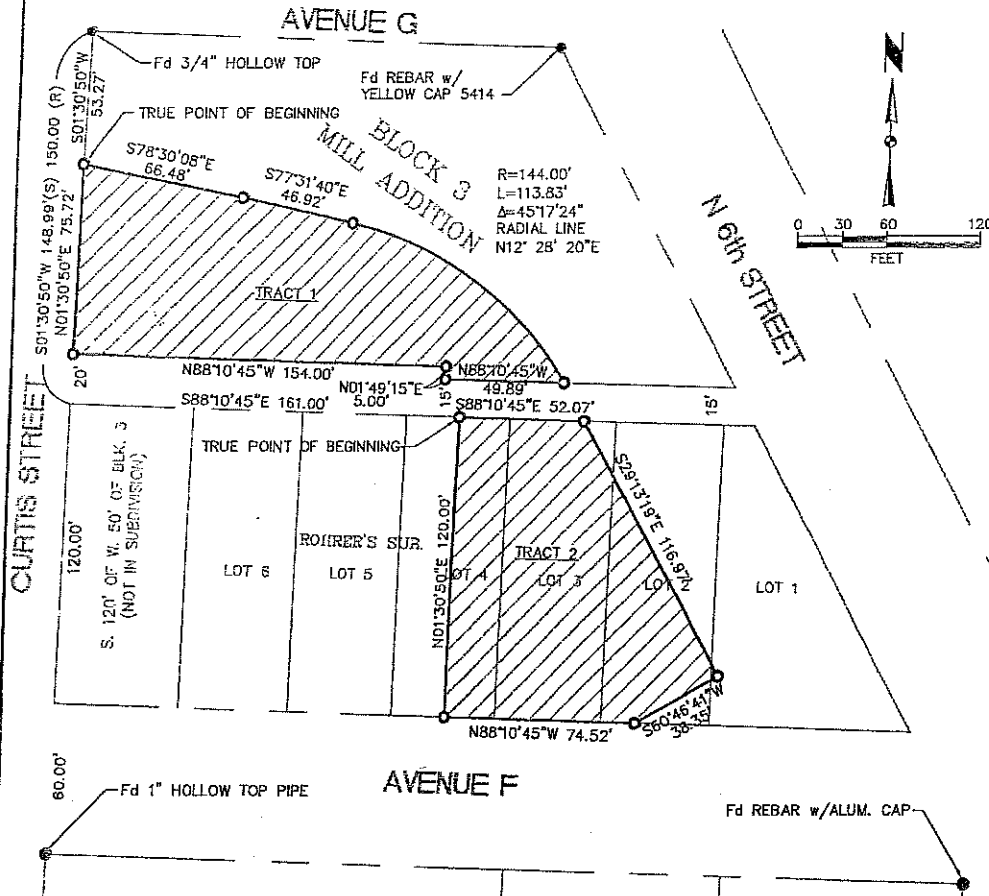 AVENUE G
Fd 3/4" HOLLOW TOP
Fd REBAR w/
YELLOW CAP 5414
N
S01°30'50"W
53.27'
TRUE POINT OF BEGINNING
BLOCK 3
MILL ADDITION
S78°30'08"E
66.48'
S77°31'40"E
46.92'
R=144.00'
L=113.83'
Δ=45°17'24"
RADIAL LINE
N12° 28' 20"E
N 6th STREET
0 30 60 120
FEET
S01°30'50"W 148.99'(S) 150.00 (R)
N01°30'50"E 75.72'
TRACT 1
N88°10'45"W 154.00'
N88°10'45"W
49.89'
N01°49'15"E
5.00'
20'
15'
15'
S88°10'45"E 161.00'
S88°10'45"E 52.07'
TRUE POINT OF BEGINNING
CURTIS STREET
120.00'
S. 120' OF W. 50' OF BLK. 3
(NOT IN SUBDIVISION)
ROHRER'S SUB.
LOT 6
LOT 5
LOT 4
TRACT 2
LOT 3
LOT 2
LOT 1
N01°30'50"E 120.00'
S29°13'19"E 116.97'
S60°46'41"W
38.35'
N88°10'45"W 74.52'
60.00'
AVENUE F
Fd 1" HOLLOW TOP PIPE
Fd REBAR w/ALUM. CAP